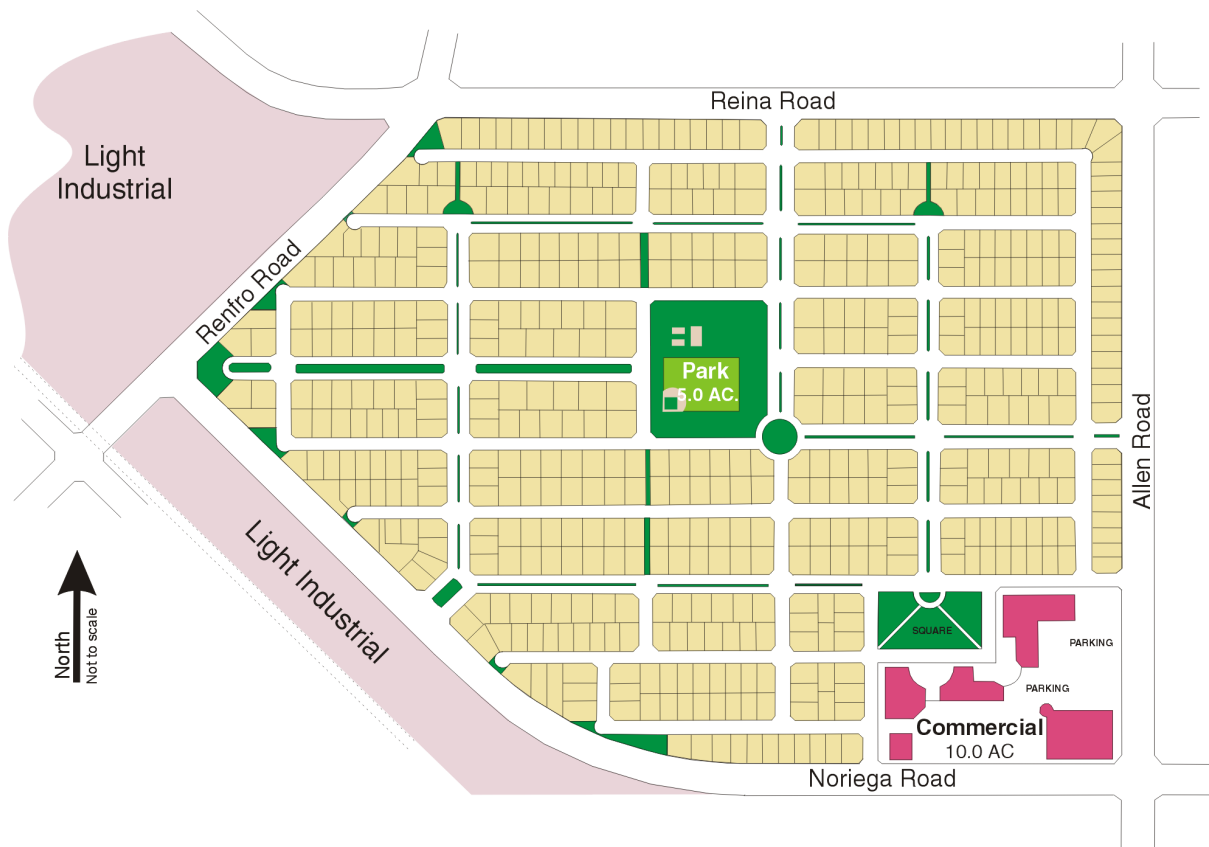 Reina Road
Light
Industrial
Renfro Road
Park
5.0 AC.
Allen Road
Light Industrial
North
Not to scale
SQUARE
PARKING
PARKING
Commercial
10.0 AC
Noriega Road